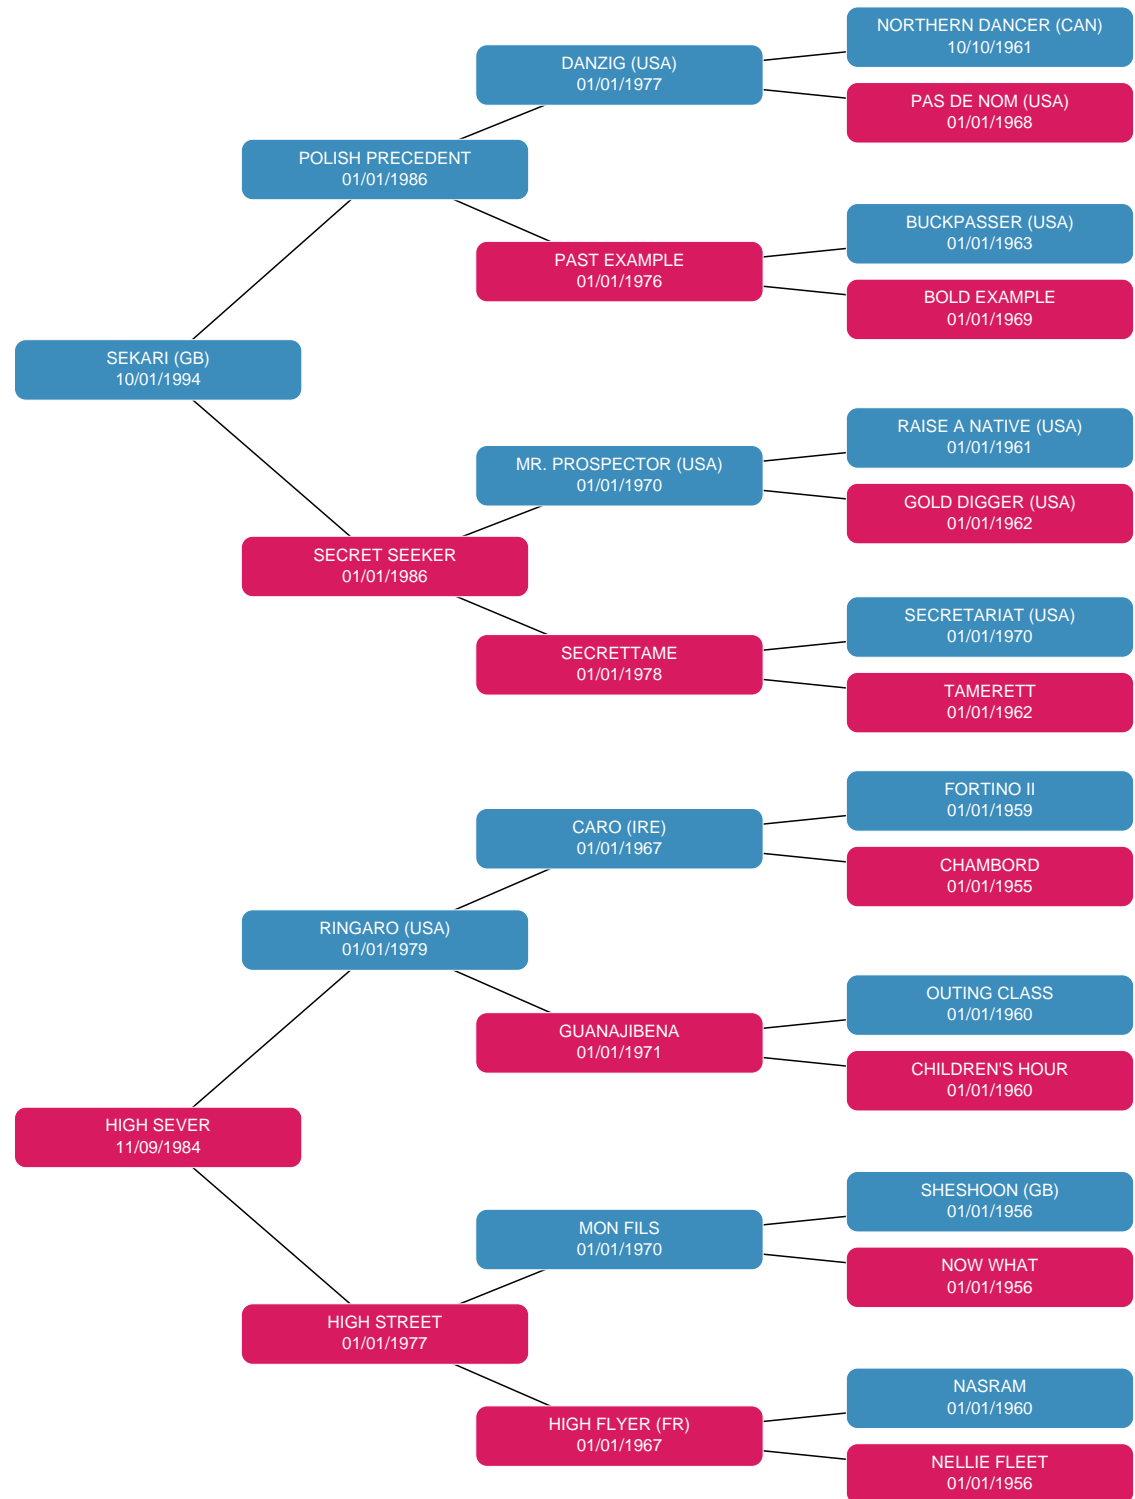 NORTHERN DANCER (CAN)
10/10/1961
DANZIG (USA)
01/01/1977
PAS DE NOM (USA)
01/01/1968
POLISH PRECEDENT
01/01/1986
BUCKPASSER (USA)
01/01/1963
PAST EXAMPLE
01/01/1976
BOLD EXAMPLE
01/01/1969
SEKARI (GB)
10/01/1994
RAISE A NATIVE (USA)
01/01/1961
MR. PROSPECTOR (USA)
01/01/1970
GOLD DIGGER (USA)
01/01/1962
SECRET SEEKER
01/01/1986
SECRETARIAT (USA)
01/01/1970
SECRETTAME
01/01/1978
TAMERETT
01/01/1962
FORTINO II
01/01/1959
CARO (IRE)
01/01/1967
CHAMBORD
01/01/1955
RINGARO (USA)
01/01/1979
OUTING CLASS
01/01/1960
GUANAJIBENA
01/01/1971
CHILDREN'S HOUR
01/01/1960
HIGH SEVER
11/09/1984
SHESHOON (GB)
01/01/1956
MON FILS
01/01/1970
NOW WHAT
01/01/1956
HIGH STREET
01/01/1977
NASRAM
01/01/1960
HIGH FLYER (FR)
01/01/1967
NELLIE FLEET
01/01/1956